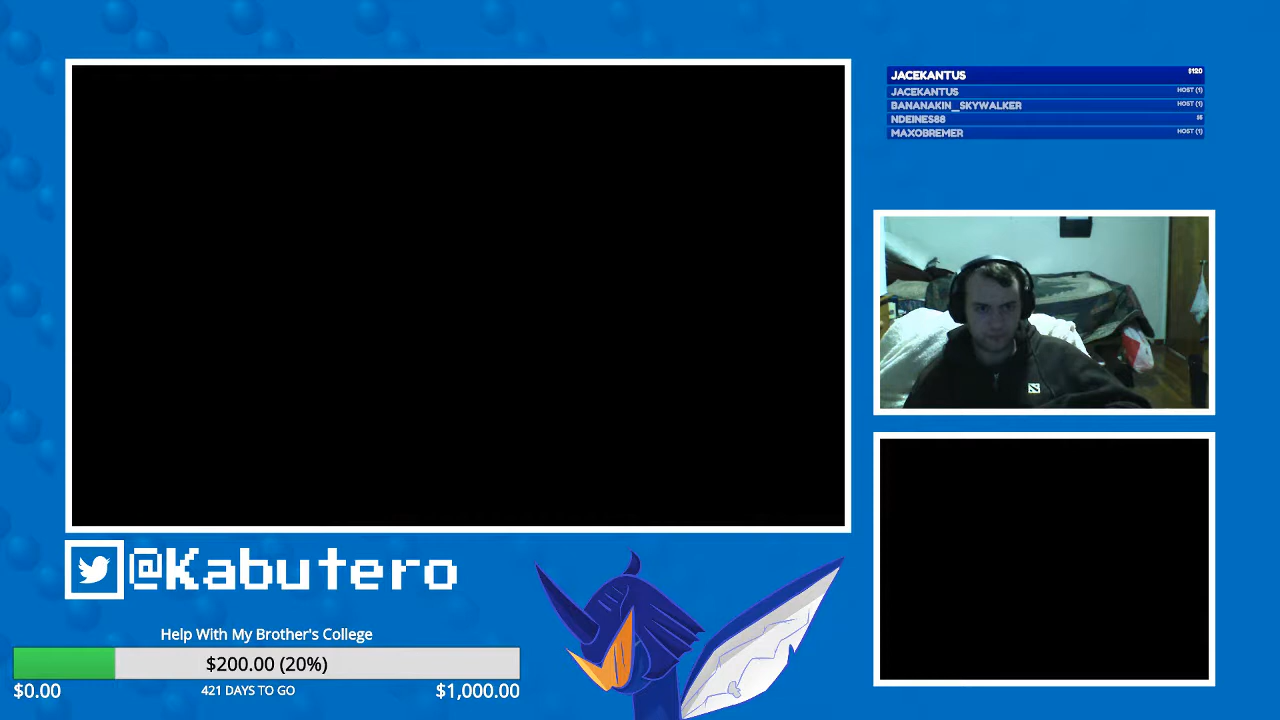 JACEKANTUS $120
JACEKANTUS HOST (1)
BANANAKIN_SKYWALKER HOST (1)
NDEINES88 $5
MAXOBREMER HOST (1)
@Kabutero
Help With My Brother's College
$200.00 (20%)
$0.00 421 DAYS TO GO $1,000.00